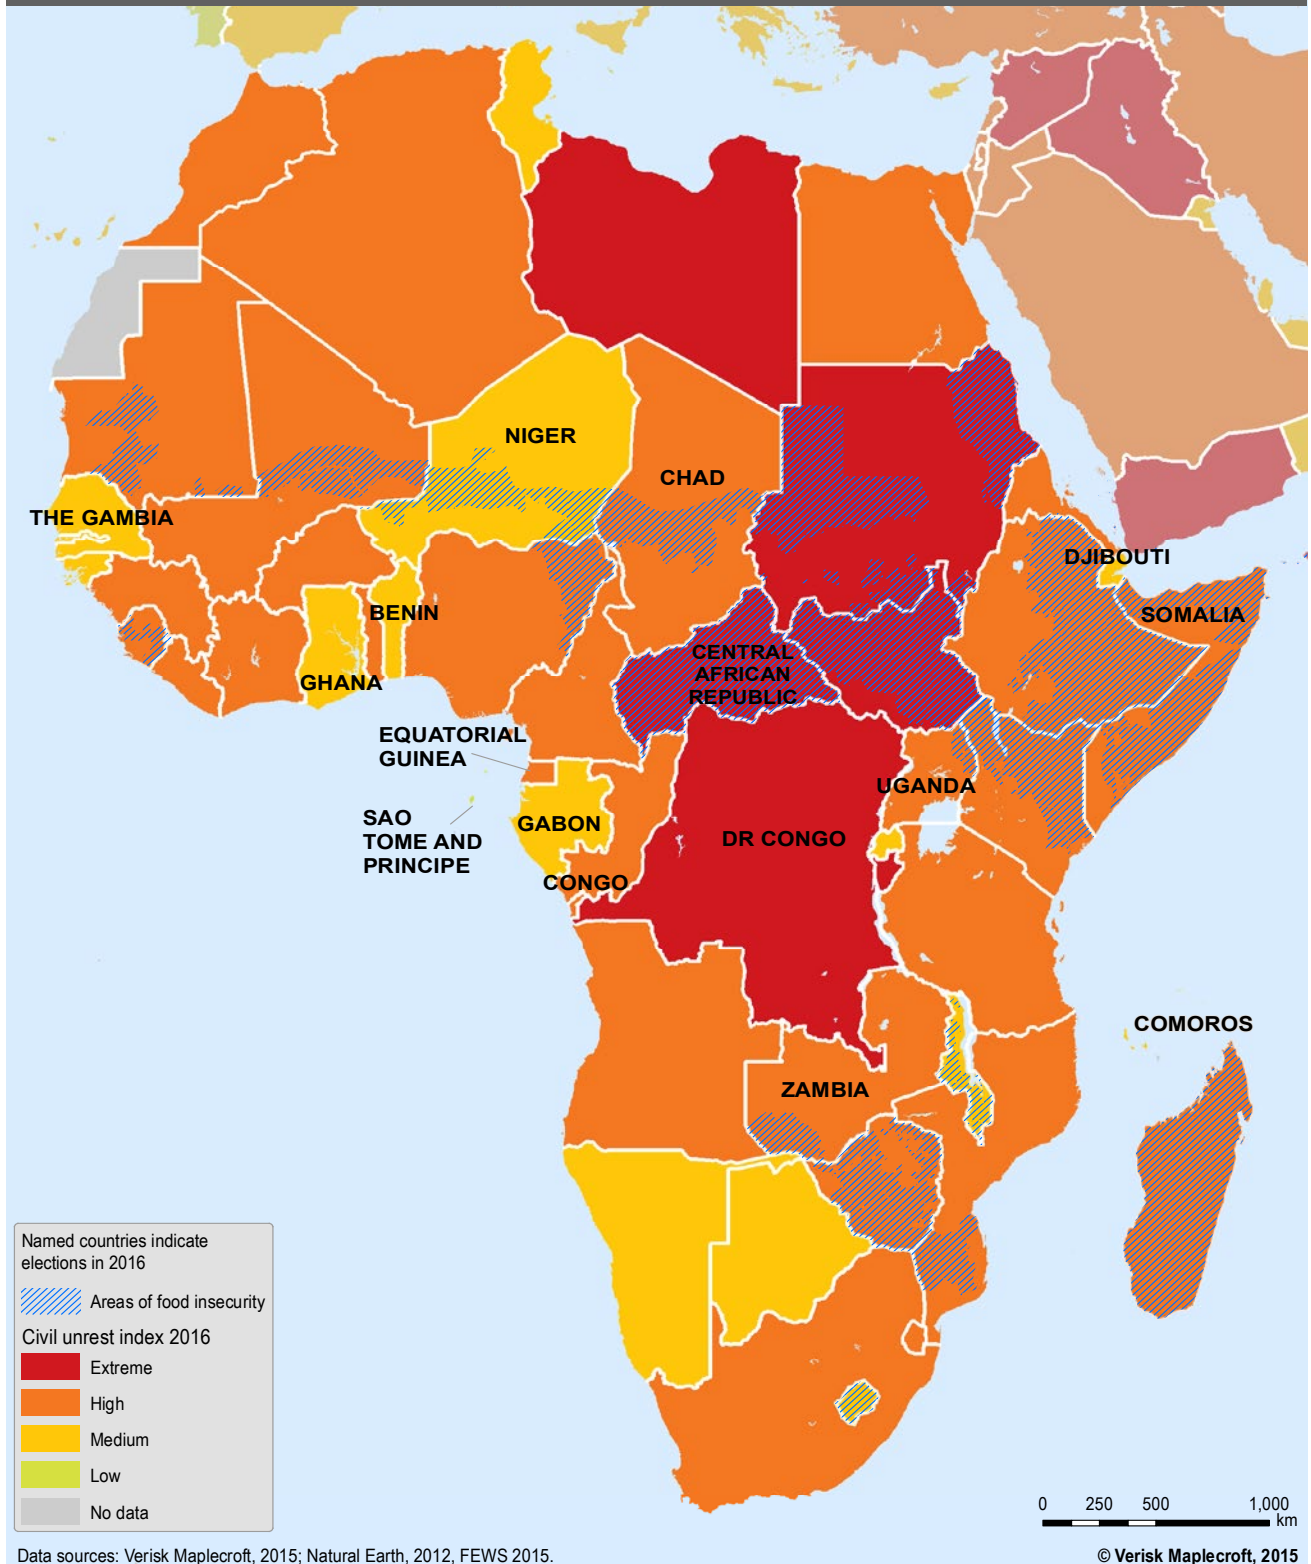 NIGER
CHAD
THE GAMBIA
DJIBOUTI
SOMALIA
BENIN
CENTRAL
AFRICAN
REPUBLIC
GHANA
EQUATORIAL
GUINEA
UGANDA
SAO
TOME AND
PRINCIPE
GABON
DR CONGO
CONGO
COMOROS
ZAMBIA
Named countries indicate
elections in 2016
Areas of food insecurity
Civil unrest index 2016
Extreme
High
Medium
Low
No data
0 250 500 1,000
km
Data sources: Verisk Maplecroft, 2015; Natural Earth, 2012, FEWS 2015.
© Verisk Maplecroft, 2015